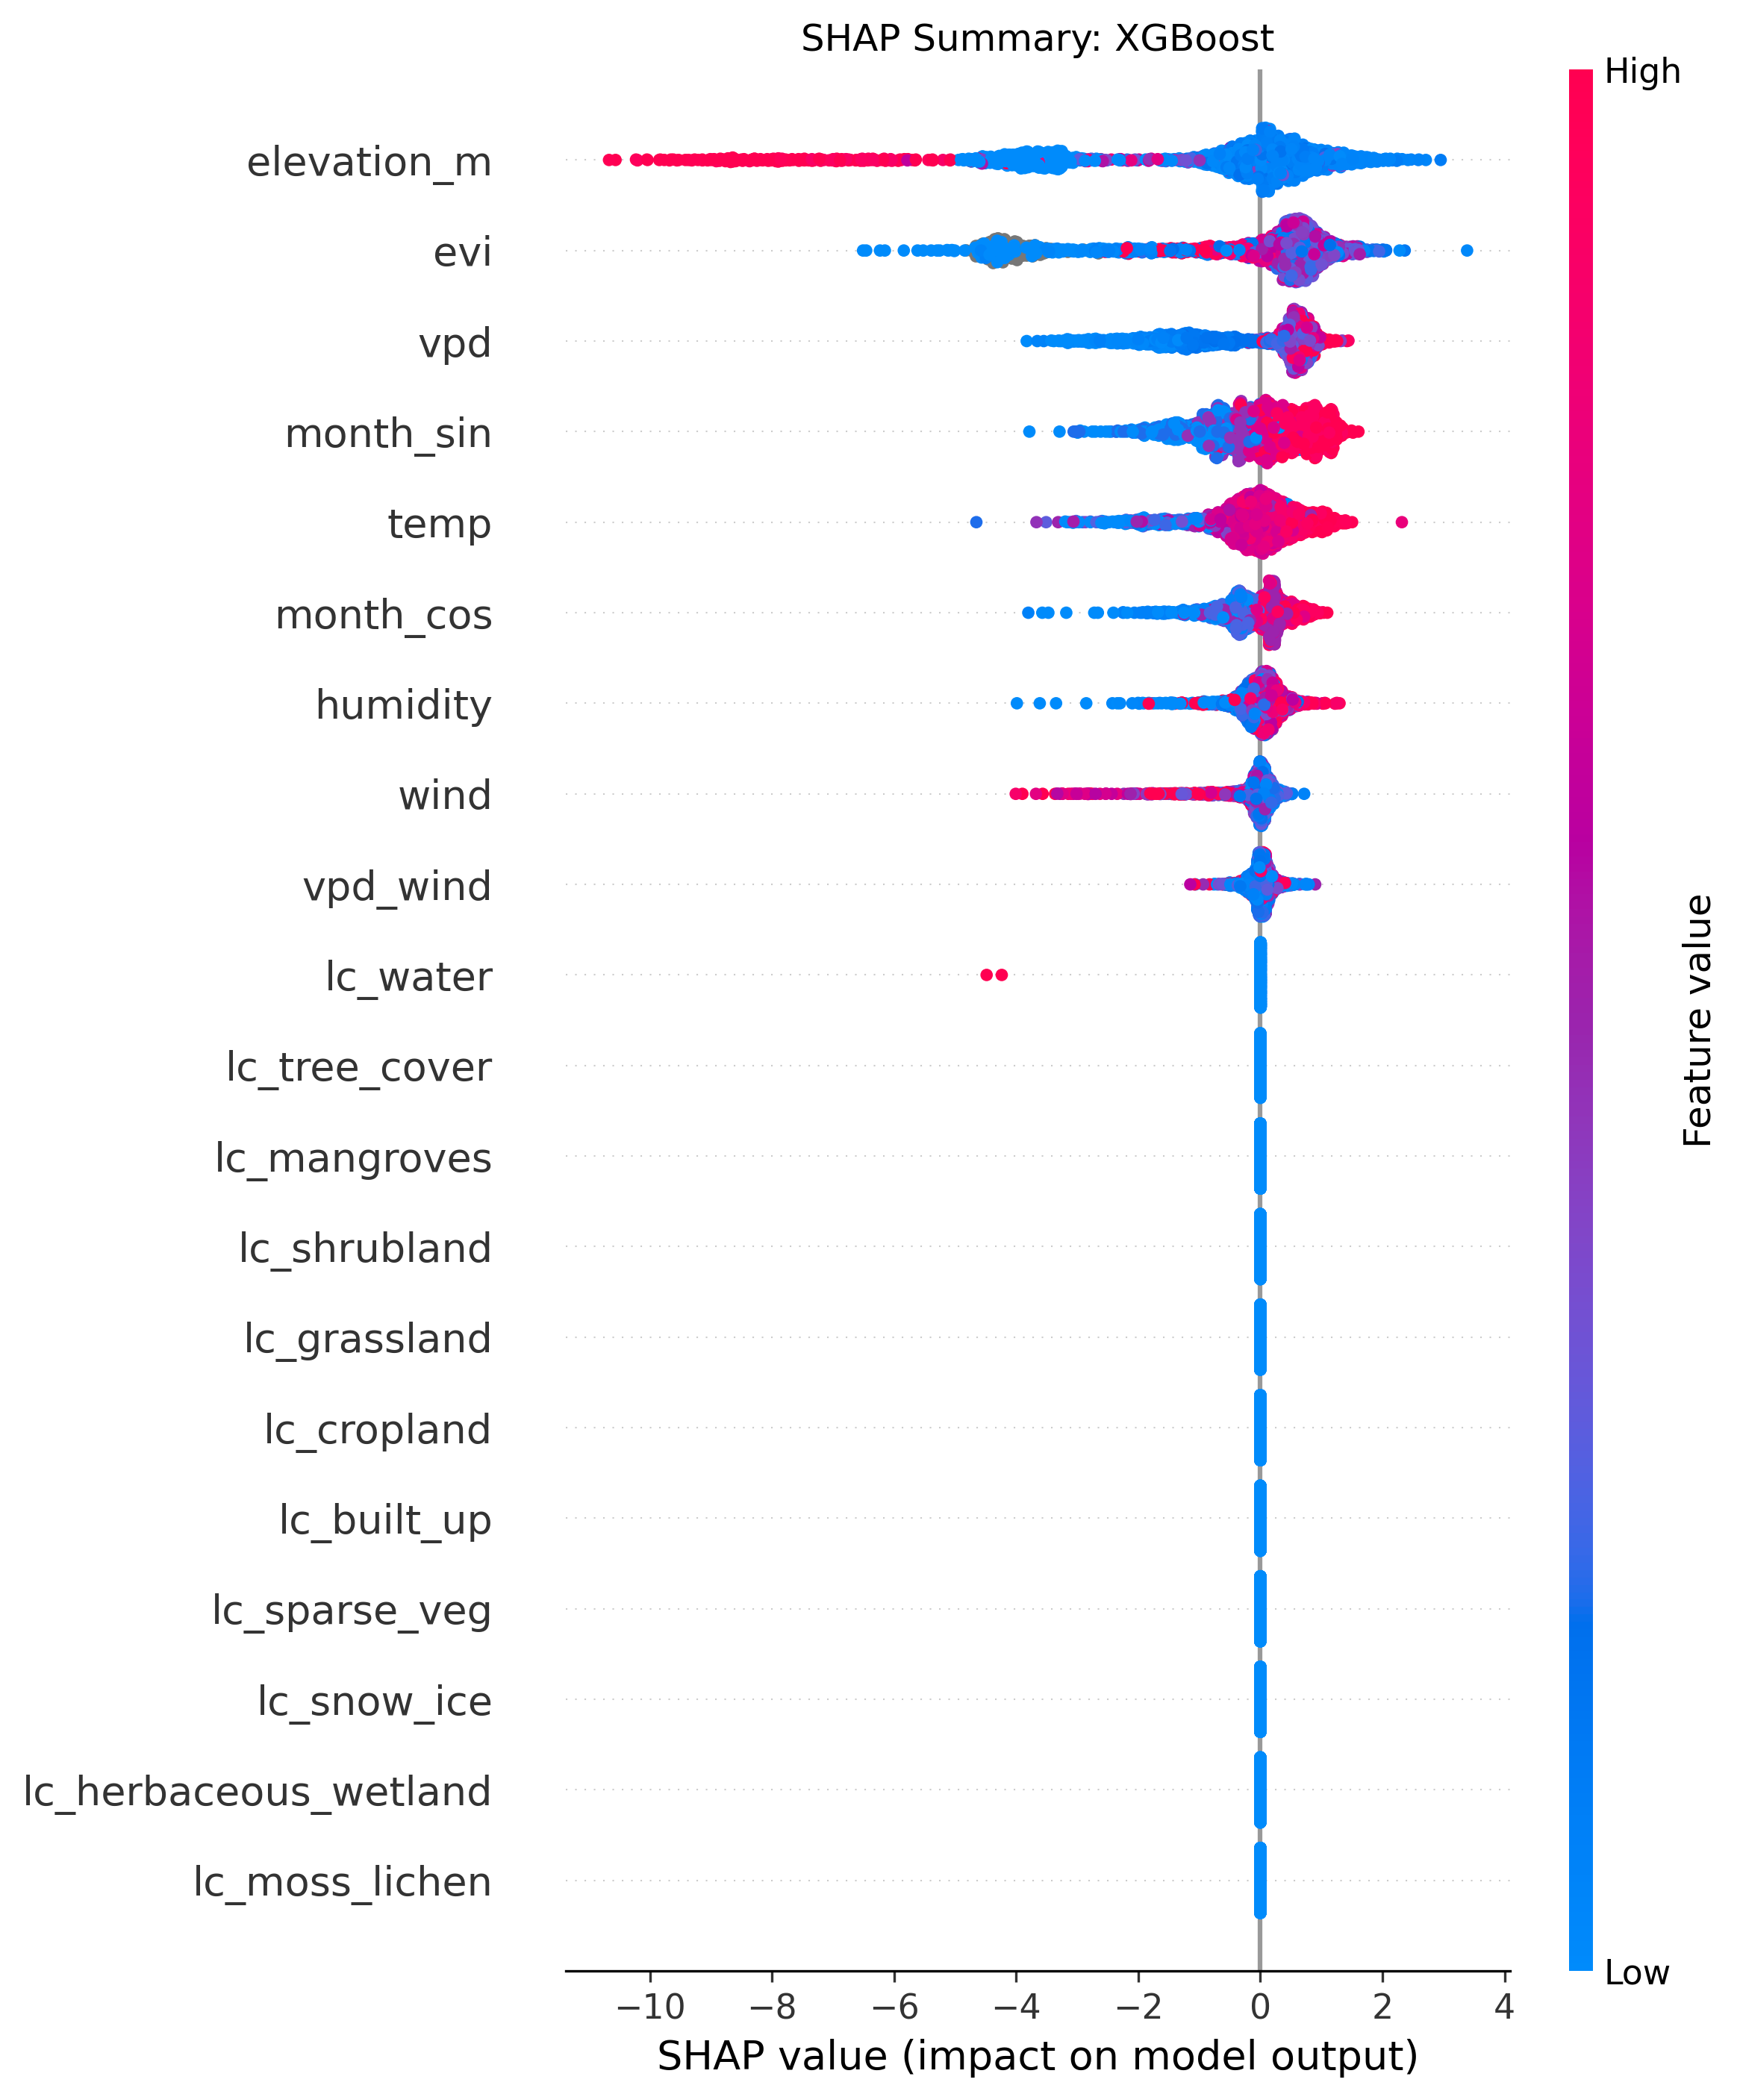 SHAP Summary: XGBoost
High
elevation_m
evi
vpd
month_sin
temp
month_cos
humidity
wind
vpd_wind
lc_water
lc_tree_cover
lc_mangroves
lc_shrubland
lc_grassland
lc_cropland
lc_built_up
lc_sparse_veg
lc_snow_ice
lc_herbaceous_wetland
lc_moss_lichen
Feature value
Low
−10 −8 −6 −4 −2 0 2 4
SHAP value (impact on model output)